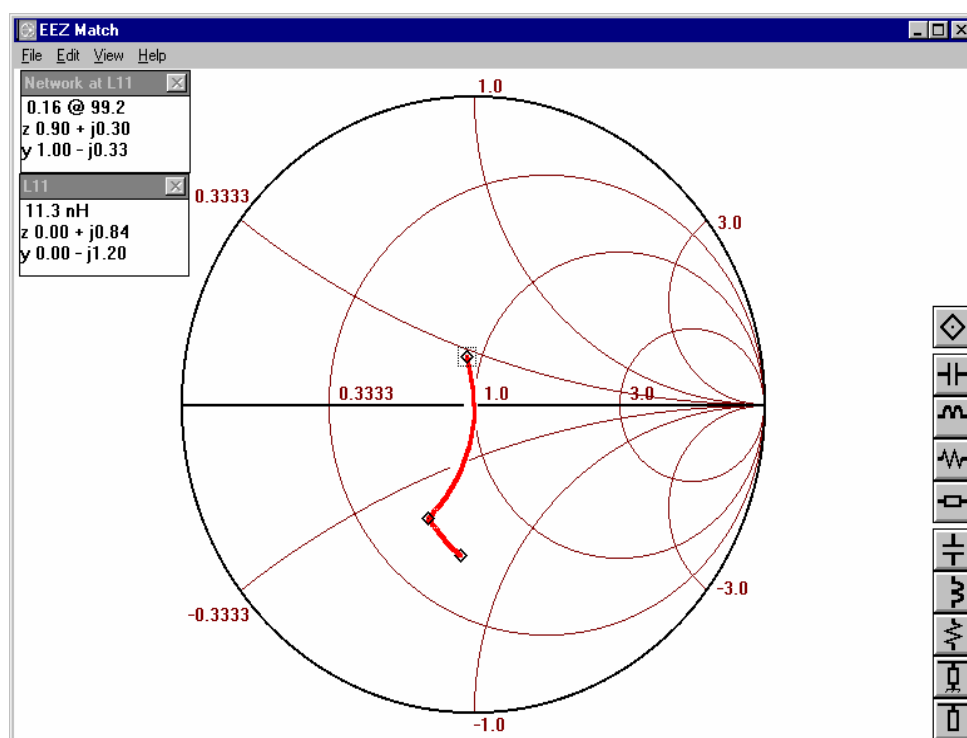 EEZ Match
File Edit View Help
Network at L11
0.16 @ 99.2
z 0.90 + j0.30
y 1.00 - j0.33
L11
11.3 nH
z 0.00 + j0.84
y 0.00 - j1.20
1.0
0.3333
3.0
0.3333 1.0 3.0
-0.3333
-3.0
-1.0